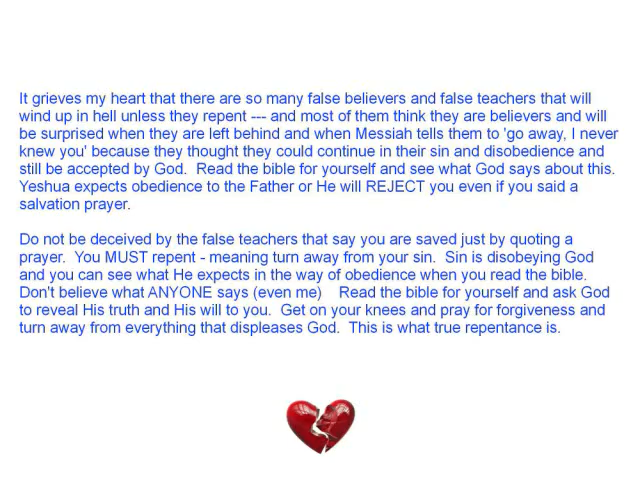 It grieves my heart that there are so many false believers and false teachers that will
wind up in hell unless they repent --- and most of them think they are believers and will
be surprised when they are left behind and when Messiah tells them to 'go away, I never
knew you' because they thought they could continue in their sin and disobedience and
still be accepted by God.  Read the bible for yourself and see what God says about this.
Yeshua expects obedience to the Father or He will REJECT you even if you said a
salvation prayer.
Do not be deceived by the false teachers that say you are saved just by quoting a
prayer.  You MUST repent - meaning turn away from your sin.  Sin is disobeying God
and you can see what He expects in the way of obedience when you read the bible.
Don't believe what ANYONE says (even me)    Read the bible for yourself and ask God
to reveal His truth and His will to you.  Get on your knees and pray for forgiveness and
turn away from everything that displeases God.  This is what true repentance is.